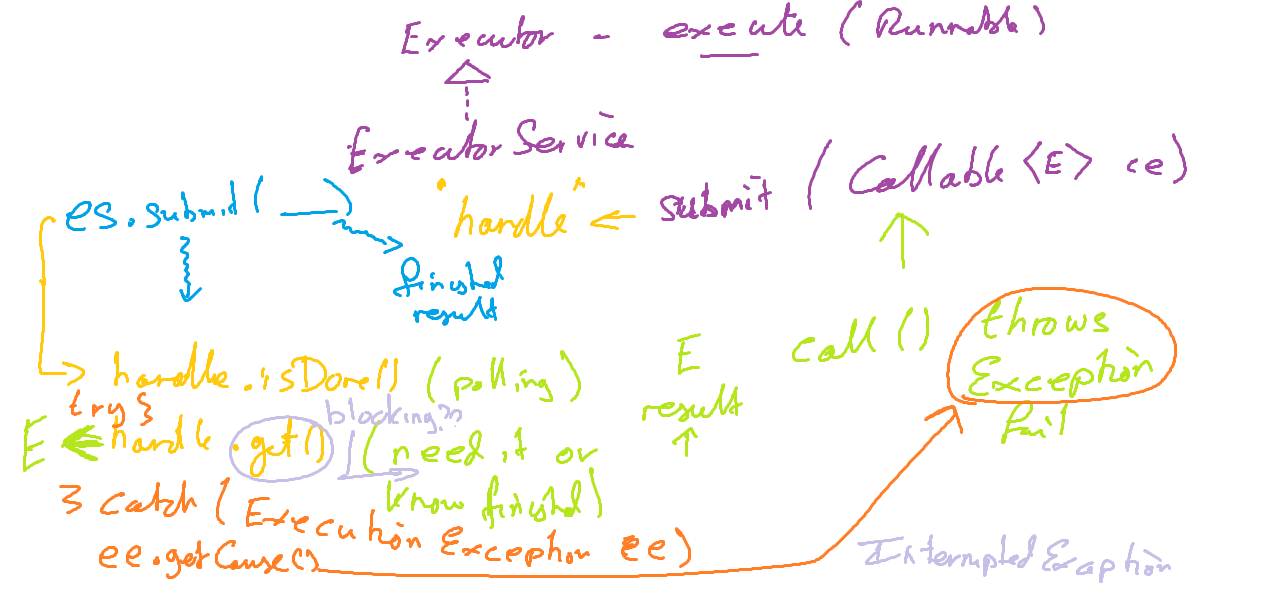 Executor - execute (Runnable)
ExecutorService
es.submit( __ )
"handle" ← submit (Callable <E> ce)
finished
result
E call() throws
Exception
result
fail
handle.isDone() (polling)
try {
blocking??
E ← handle.get() (need it or
know finished)
} catch (ExecutionException ee)
ee.getCause()
InterruptedException